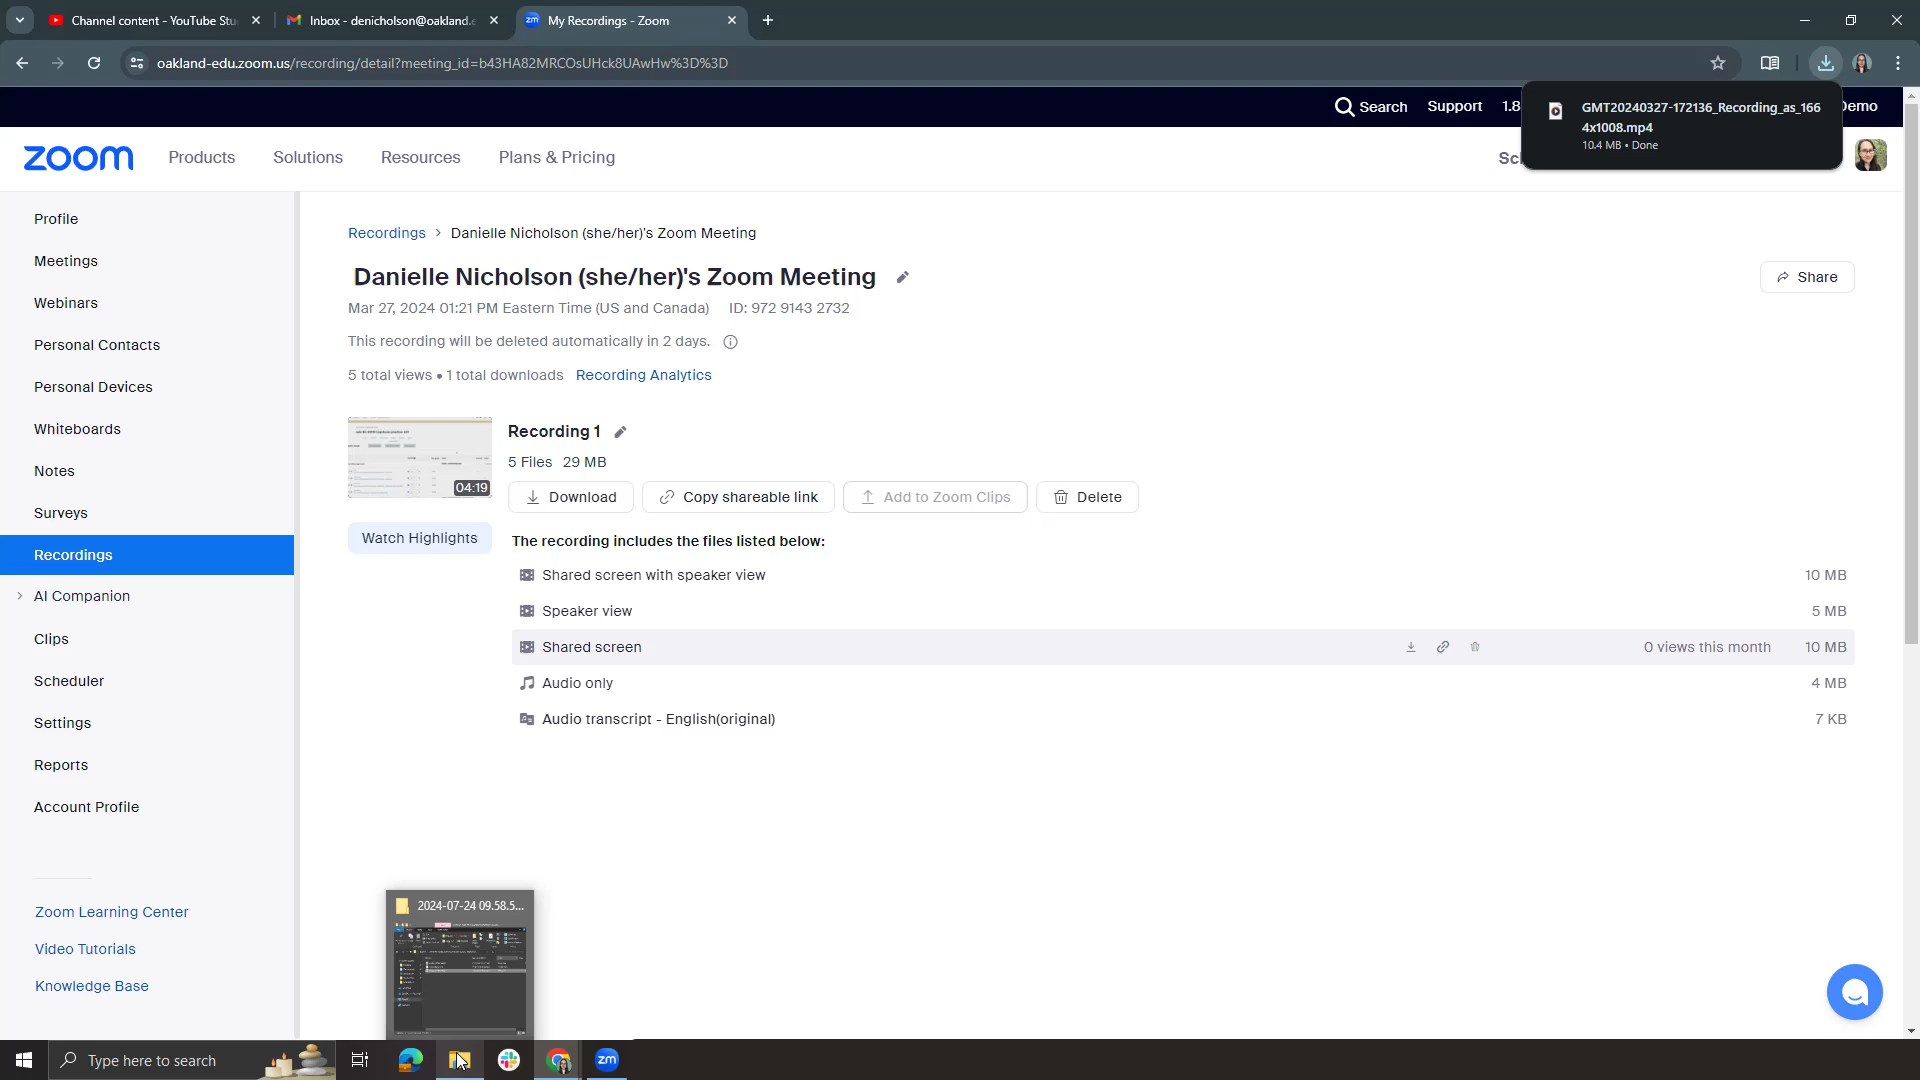 Channel content - YouTube Stu
Inbox - denicholson@oakland.e
zm My Recordings - Zoom
oakland-edu.zoom.us/recording/detail?meeting_id=b43HA82MRCOsUHck8UAwHw%3D%3D
Search Support 1.8
Demo
GMT20240327-172136_Recording_as_166
4x1008.mp4
10.4 MB • Done
zoom Products Solutions Resources Plans & Pricing
Profile
Meetings
Webinars
Personal Contacts
Personal Devices
Whiteboards
Notes
Surveys
Recordings
AI Companion
Clips
Scheduler
Settings
Reports
Account Profile
Zoom Learning Center
Video Tutorials
Knowledge Base
Recordings > Danielle Nicholson (she/her)'s Zoom Meeting
Danielle Nicholson (she/her)'s Zoom Meeting
Share
Mar 27, 2024 01:21 PM Eastern Time (US and Canada) ID: 972 9143 2732
This recording will be deleted automatically in 2 days.
5 total views • 1 total downloads Recording Analytics
04:19
Watch Highlights
Recording 1
5 Files 29 MB
Download Copy shareable link Add to Zoom Clips Delete
The recording includes the files listed below:
Shared screen with speaker view 10 MB
Speaker view 5 MB
Shared screen 0 views this month 10 MB
Audio only 4 MB
Audio transcript - English(original) 7 KB
2024-07-24 09.58.5...
Type here to search
zm